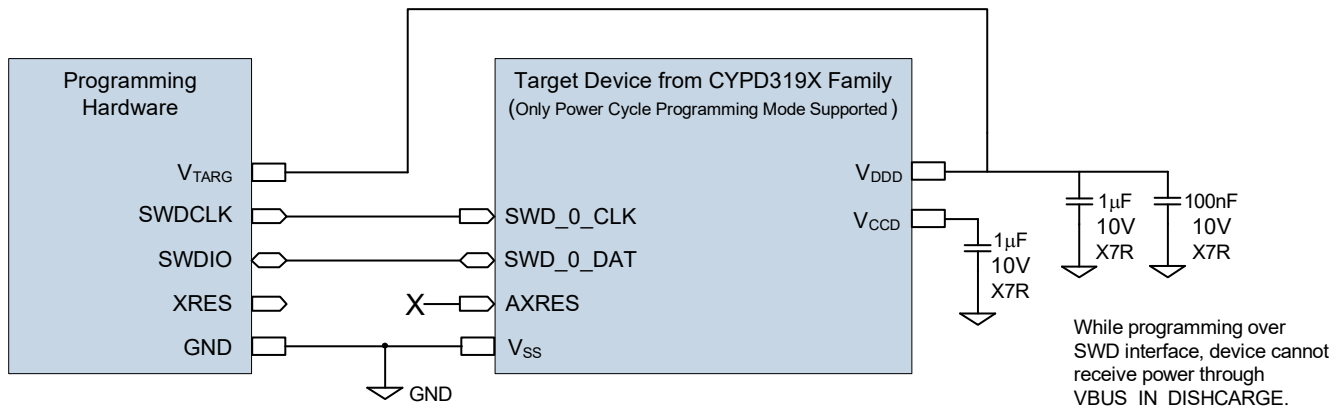 Programming
Hardware
VTARG
SWDCLK
SWDIO
XRES
GND
GND
Target Device from CYPD319X Family
(Only Power Cycle Programming Mode Supported )
SWD_0_CLK
SWD_0_DAT
X
AXRES
VSS
VDDD
VCCD
1μF
10V
X7R
1μF
10V
X7R
100nF
10V
X7R
While programming over
SWD interface, device cannot
receive power through
VBUS_IN_DISHCARGE.